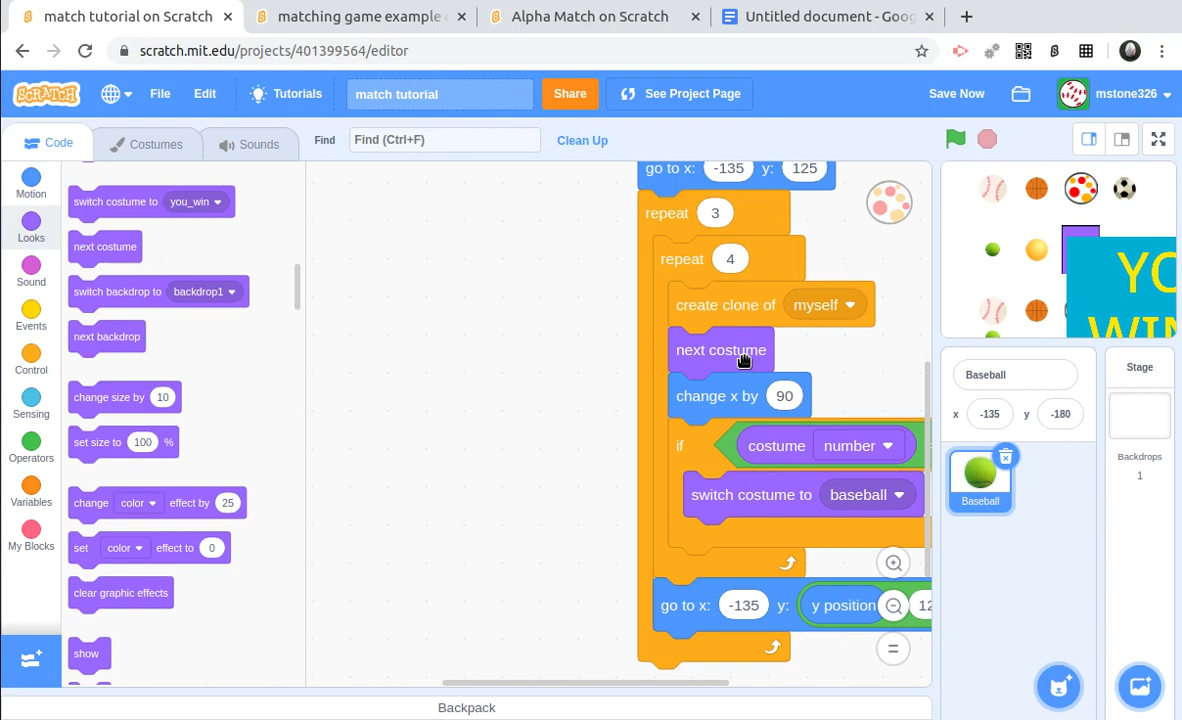 match tutorial on Scratch
matching game example
Alpha Match on Scratch
Untitled document - Goog
scratch.mit.edu/projects/401399564/editor
SCRATCH
File
Edit
Tutorials
match tutorial
Share
See Project Page
Save Now
mstone326
Code
Costumes
Sounds
Find
Find (Ctrl+F)
Clean Up
Motion
Looks
Sound
Events
Control
Sensing
Operators
Variables
My Blocks
switch costume to you_win
next costume
switch backdrop to backdrop1
next backdrop
change size by 10
set size to 100 %
change color effect by 25
set color effect to 0
clear graphic effects
show
go to x: -135 y: 125
repeat 3
repeat 4
create clone of myself
next costume
change x by 90
if costume number
switch costume to baseball
go to x: -135 y: y position 12
YO
WIN
Baseball
x -135 y -180
Baseball
Stage
Backdrops
1
Backpack